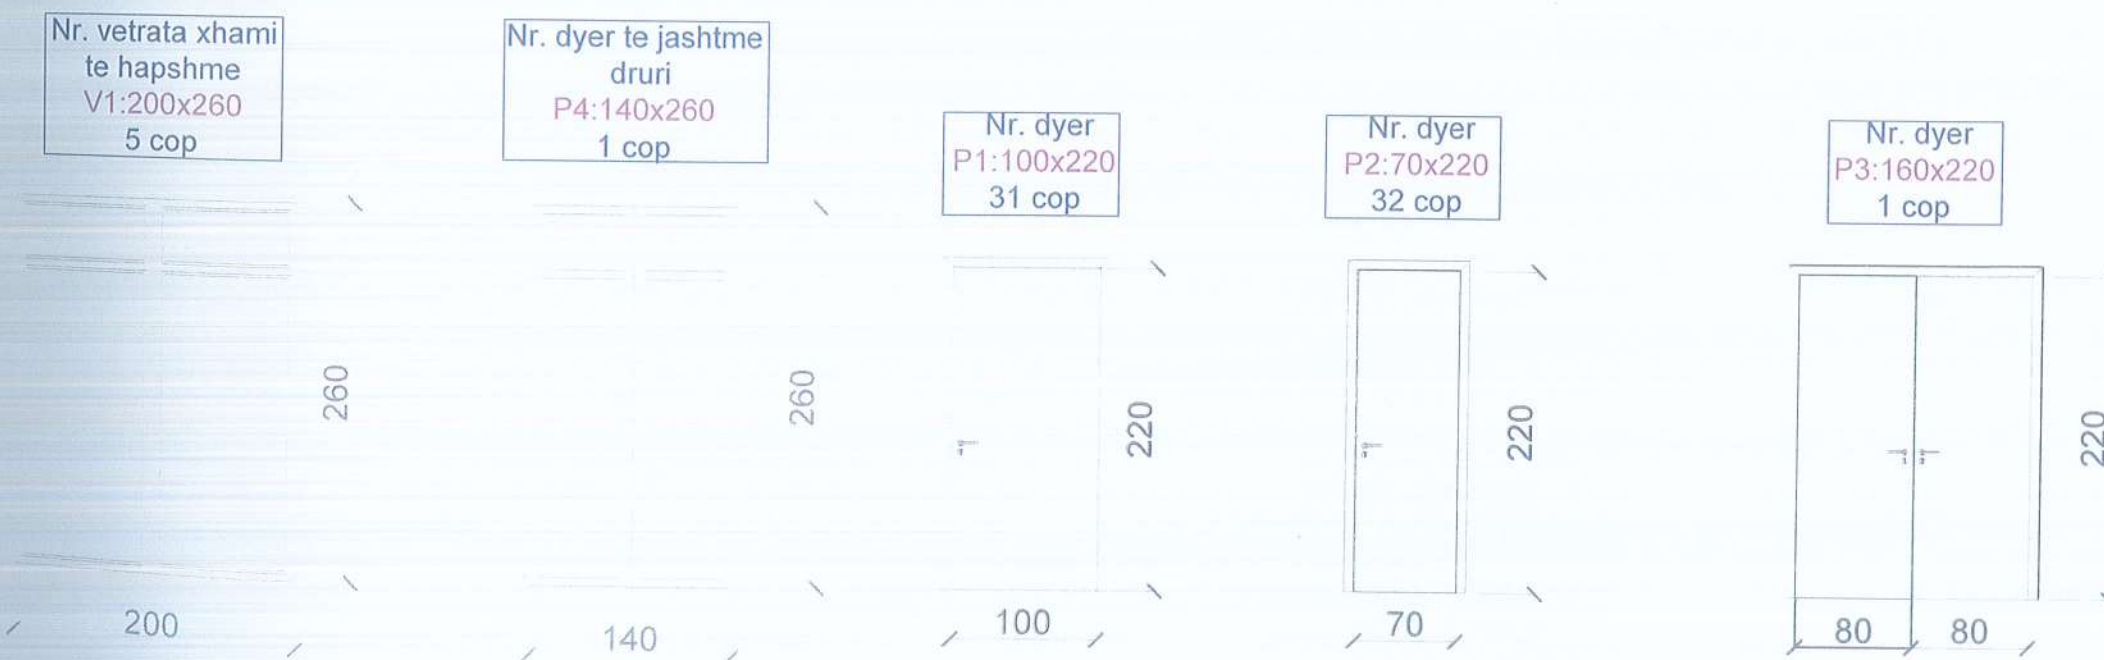 Nr. vetrata xhami
te hapshme
V1:200x260
5 cop
Nr. dyer te jashtme
druri
P4:140x260
1 cop
Nr. dyer
P1:100x220
31 cop
Nr. dyer
P2:70x220
32 cop
Nr. dyer
P3:160x220
1 cop
260
260
220
220
220
200
140
100
70
80
80